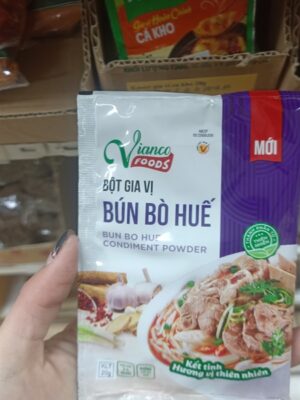 CÁ KHO
Vianco
FOODS
MỚI
BỘT GIA VỊ
BÚN BÒ HUẾ
BUN BO HUE
CONDIMENT POWDER
Kết tinh
Hương vị thiên nhiên